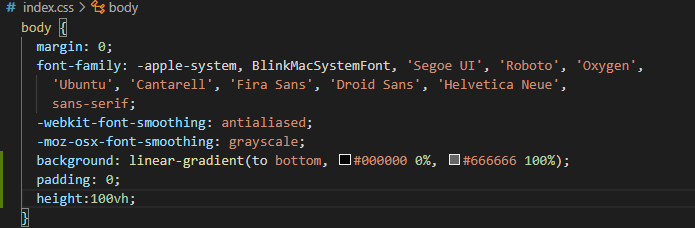 # index.css > body
body {
margin: 0;
font-family: -apple-system, BlinkMacSystemFont, 'Segoe UI', 'Roboto', 'Oxygen',
'Ubuntu', 'Cantarell', 'Fira Sans', 'Droid Sans', 'Helvetica Neue',
sans-serif;
-webkit-font-smoothing: antialiased;
-moz-osx-font-smoothing: grayscale;
background: linear-gradient(to bottom, #000000 0%, #666666 100%);
padding: 0;
height:100vh;
}